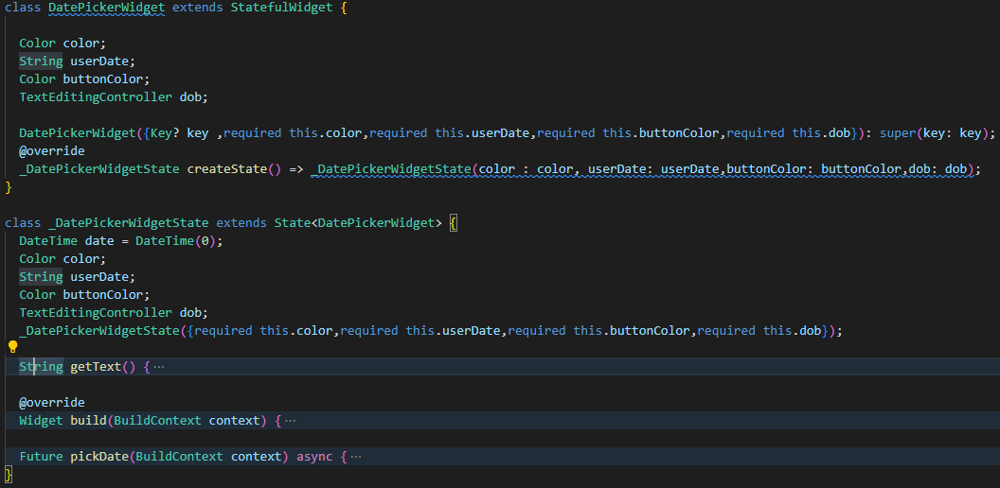 class DatePickerWidget extends StatefulWidget {
Color color;
String userDate;
Color buttonColor;
TextEditingController dob;
DatePickerWidget({Key? key ,required this.color,required this.userDate,required this.buttonColor,required this.dob}): super(key: key);
@override
_DatePickerWidgetState createState() => _DatePickerWidgetState(color : color, userDate: userDate,buttonColor: buttonColor,dob: dob);
}
class _DatePickerWidgetState extends State<DatePickerWidget> {
DateTime date = DateTime(0);
Color color;
String userDate;
Color buttonColor;
TextEditingController dob;
_DatePickerWidgetState({required this.color,required this.userDate,required this.buttonColor,required this.dob});
String getText() {···
@override
Widget build(BuildContext context) {···
Future pickDate(BuildContext context) async {···
}